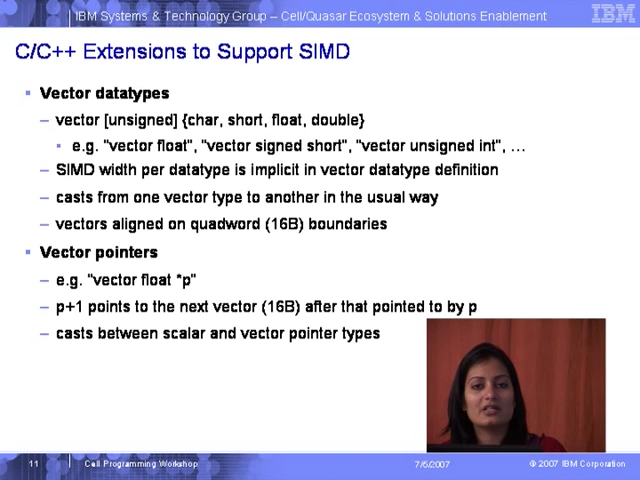 IBM Systems & Technology Group – Cell/Quasar Ecosystem & Solutions Enablement
IBM
C/C++ Extensions to Support SIMD
▪ Vector datatypes
– vector [unsigned] {char, short, float, double}
▪ e.g. "vector float", "vector signed short", "vector unsigned int", …
– SIMD width per datatype is implicit in vector datatype definition
– casts from one vector type to another in the usual way
– vectors aligned on quadword (16B) boundaries
▪ Vector pointers
– e.g. "vector float *p"
– p+1 points to the next vector (16B) after that pointed to by p
– casts between scalar and vector pointer types
11 Cell Programming Workshop 7/5/2007 © 2007 IBM Corporation